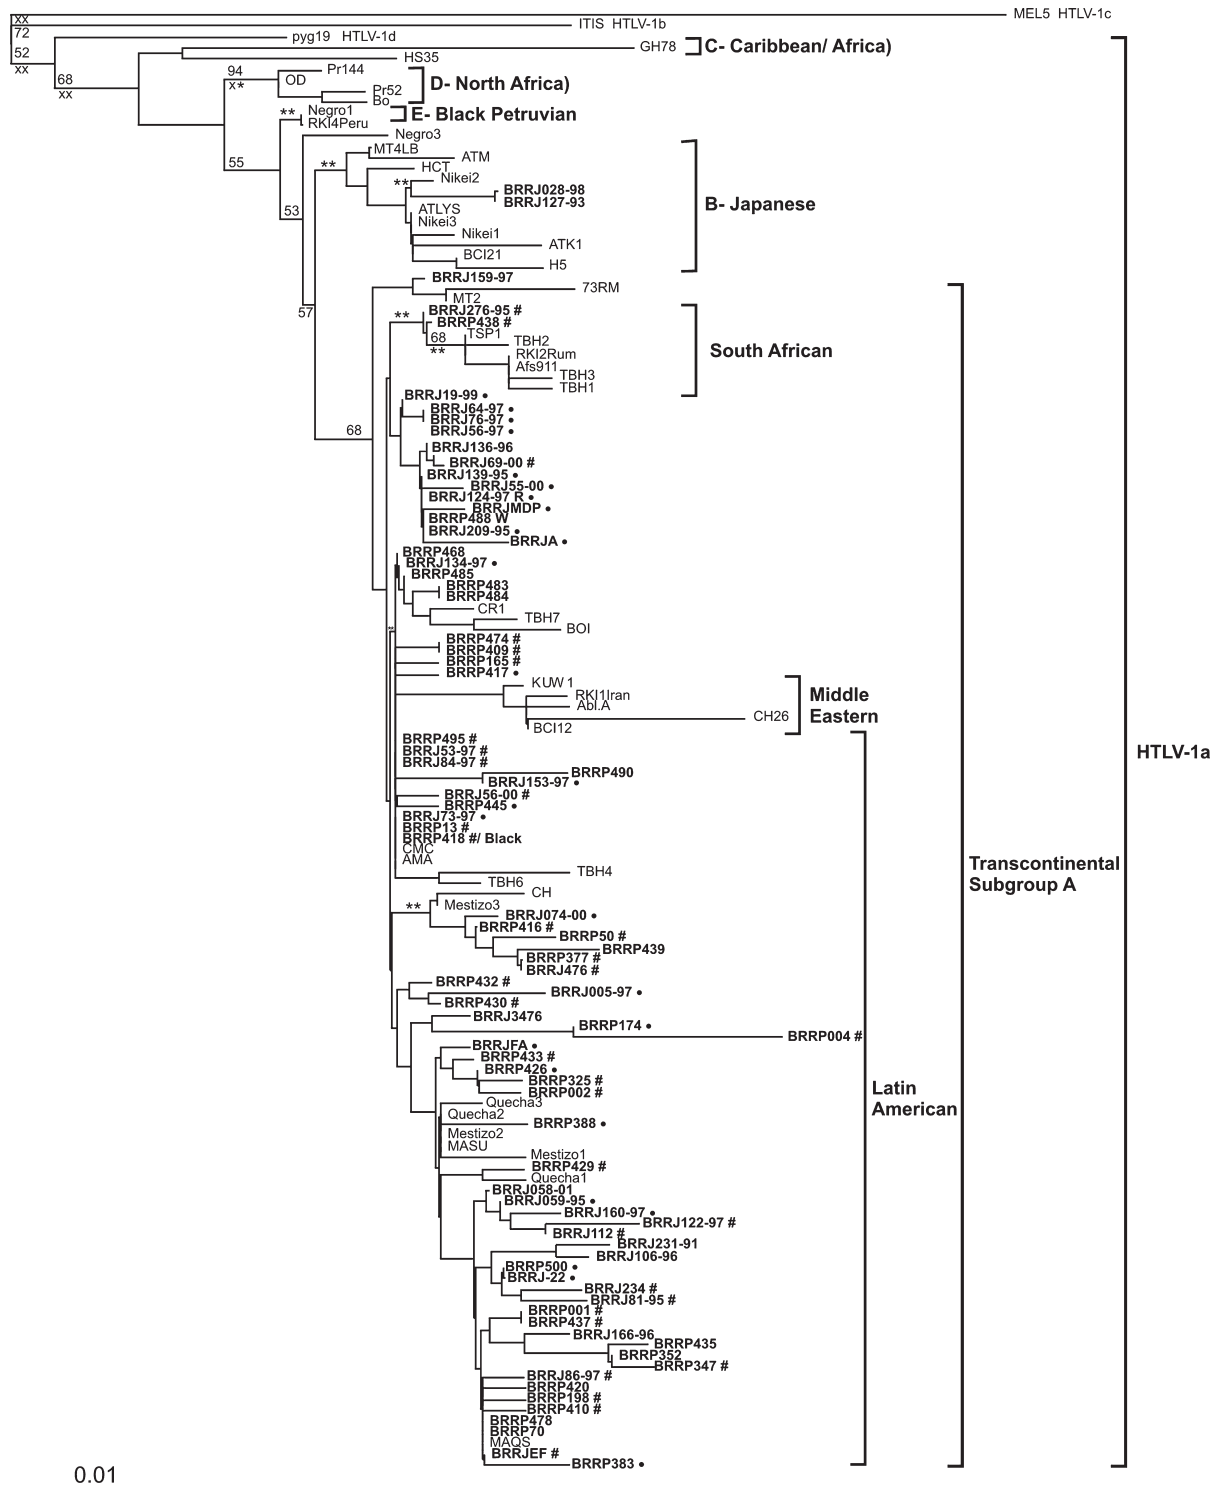 MEL5 HTLV-1c
xx
ITIS HTLV-1b
72
pyg19 HTLV-1d
52
GH78
C- Caribbean/ Africa)
xx
HS35
68
xx
94
Pr144
x*
OD
D- North Africa)
Pr52
Bo
**
Negro1
E- Black Petruvian
RKI4Peru
Negro3
MT4LB
ATM
55
**
HCT
**
Nikei2
BRRJ028-98
BRRJ127-93
B- Japanese
53
ATLYS
Nikei3
Nikei1
ATK1
BCI21
H5
BRRJ159-97
73RM
MT2
57
BRRJ276-95 #
**
BRRP438 #
TSP1
68
**
TBH2
RKI2Rum
South African
Afs911
TBH3
TBH1
BRRJ19-99 •
BRRJ64-97 •
BRRJ76-97 •
BRRJ56-97 •
68
BRRJ136-96
BRRJ69-00 #
BRRJ139-95 •
BRRJ55-00 •
BRRJ124-97 R •
BRRJMDP •
BRRP488 W
BRRJ209-95 •
BRRJA •
BRRP468
BRRJ134-97 •
BRRP485
BRRP483
BRRP484
CR1
TBH7
BOI
**
BRRP474 #
BRRP409 #
BRRP165 #
BRRP417 •
KUW 1
RKI1Iran
Abl.A
Middle
Eastern
CH26
BCI12
BRRP495 #
BRRJ53-97 #
BRRJ84-97 #
HTLV-1a
BRRP490
BRRJ153-97 •
BRRJ56-00 #
BRRP445 •
BRRJ73-97 •
BRRP13 #
BRRP418 #/ Black
CMC
AMA
Transcontinental
Subgroup A
TBH4
TBH6
CH
**
Mestizo3
BRRJ074-00 •
BRRP416 #
BRRP50 #
BRRP439
BRRP377 #
BRRJ476 #
BRRP432 #
BRRJ005-97 •
BRRP430 #
BRRJ3476
BRRP174 •
BRRP004 #
BRRJFA •
BRRP433 #
BRRP426 •
BRRP325 #
BRRP002 #
Latin
American
Quecha3
Quecha2
BRRP388 •
Mestizo2
MASU
Mestizo1
BRRP429 #
Quecha1
BRRJ058-01
BRRJ059-95 •
BRRJ160-97 •
BRRJ122-97 #
BRRJ112 #
BRRJ231-91
BRRJ106-96
BRRP500 •
BRRJ-22 •
BRRJ234 #
BRRJ81-95 #
BRRP001 #
BRRP437 #
BRRJ166-96
BRRP435
BRRP352
BRRP347 #
BRRJ86-97 #
BRRP420
BRRP198 #
BRRP410 #
BRRP478
BRRP70
MAQS
BRRJEF #
BRRP383 •
0.01